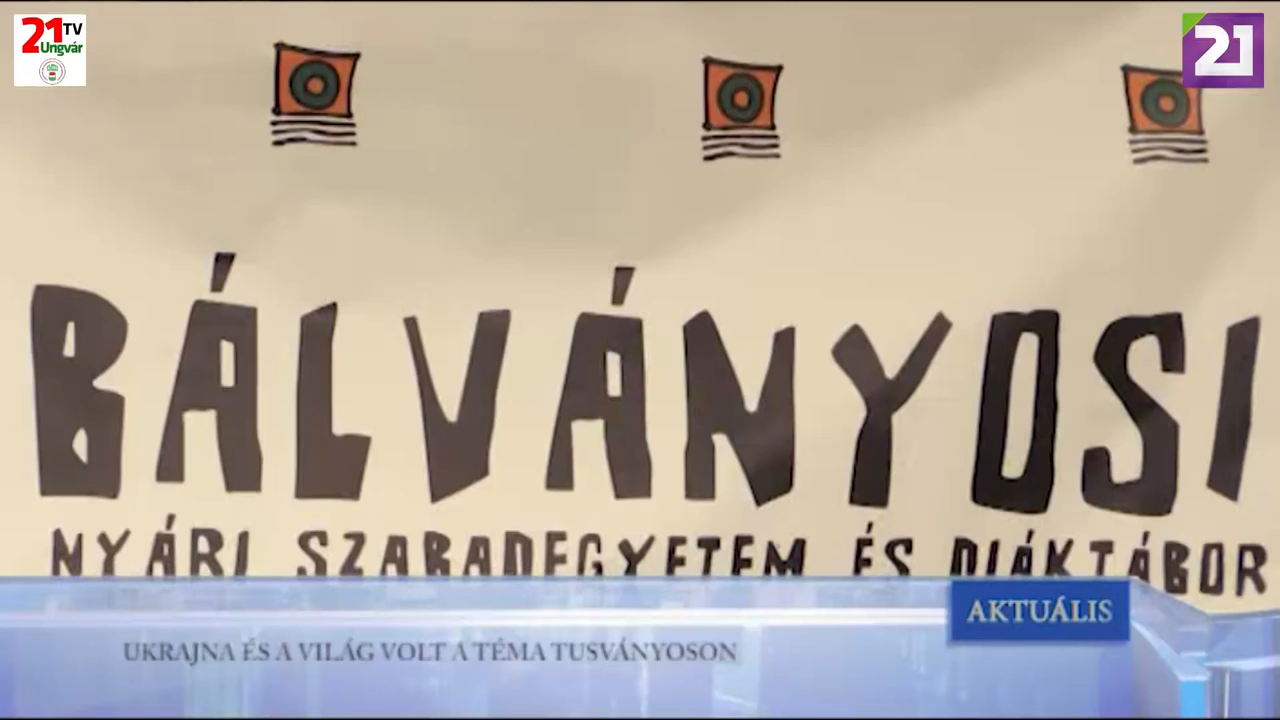 21 TV
Ungvár
21
BÁLVÁNYOSI
NYÁRI SZABADEGYETEM ÉS DIÁKTÁBOR
AKTUÁLIS
UKRAJNA ÉS A VILÁG VOLT A TÉMA TUSVÁNYOSON